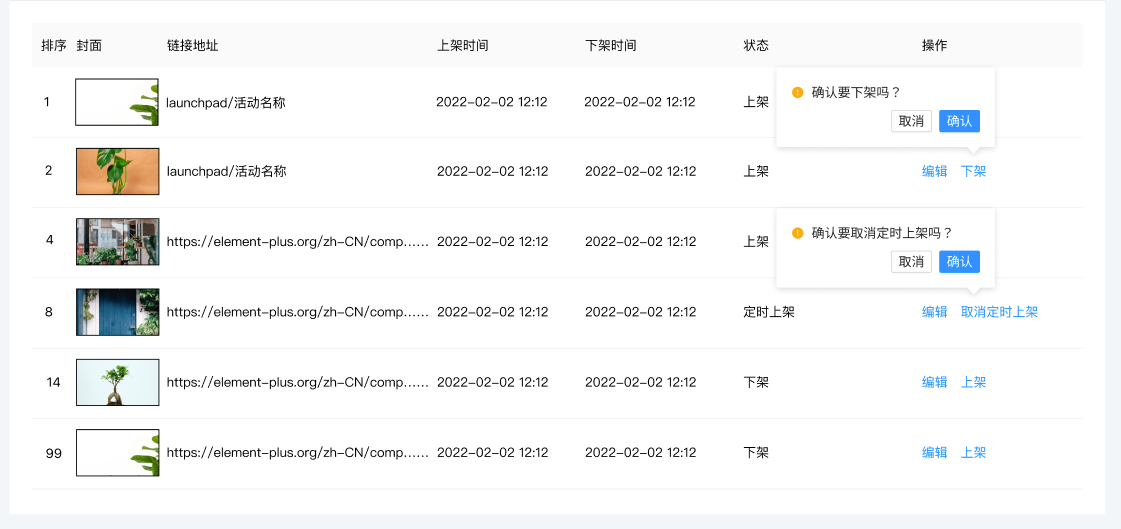 排序 封面 链接地址 上架时间 下架时间 状态 操作
1 launchpad/活动名称 2022-02-02 12:12 2022-02-02 12:12 上架
确认要下架吗？
取消 确认
2 launchpad/活动名称 2022-02-02 12:12 2022-02-02 12:12 上架 编辑 下架
4 https://element-plus.org/zh-CN/comp...... 2022-02-02 12:12 2022-02-02 12:12 上架
确认要取消定时上架吗？
取消 确认
8 https://element-plus.org/zh-CN/comp...... 2022-02-02 12:12 2022-02-02 12:12 定时上架 编辑 取消定时上架
14 https://element-plus.org/zh-CN/comp...... 2022-02-02 12:12 2022-02-02 12:12 下架 编辑 上架
99 https://element-plus.org/zh-CN/comp...... 2022-02-02 12:12 2022-02-02 12:12 下架 编辑 上架